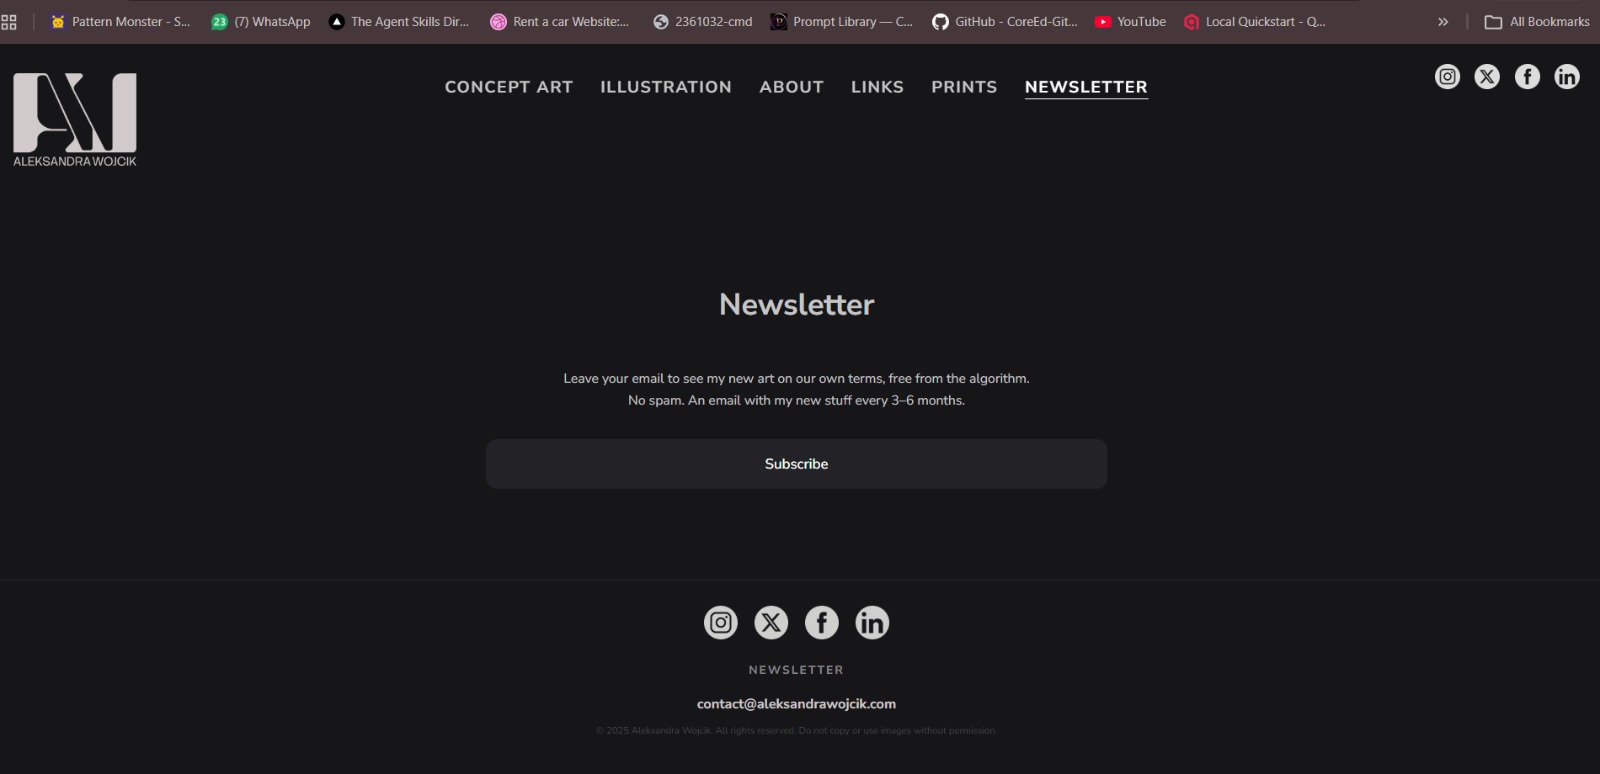 Pattern Monster - S...
23
(7) WhatsApp
The Agent Skills Dir...
Rent a car Website:...
2361032-cmd
Prompt Library — C...
GitHub - CoreEd-Git...
YouTube
Local Quickstart - Q...
»
All Bookmarks
ALEKSANDRA WOJCIK
CONCEPT ART
ILLUSTRATION
ABOUT
LINKS
PRINTS
NEWSLETTER
Newsletter
Leave your email to see my new art on our own terms, free from the algorithm.
No spam. An email with my new stuff every 3–6 months.
Subscribe
NEWSLETTER
contact@aleksandrawojcik.com
© 2025 Aleksandra Wojcik. All rights reserved. Do not copy or use images without permission.